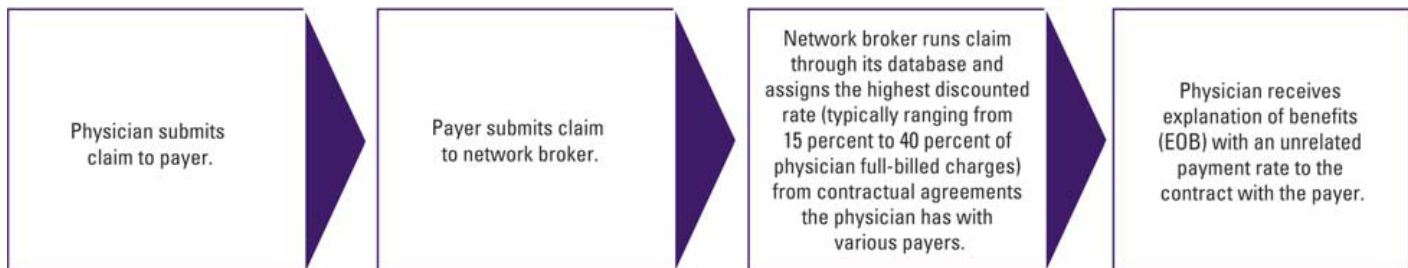 Physician submits
claim to payer.
Payer submits claim
to network broker.
Network broker runs claim
through its database and
assigns the highest discounted
rate (typically ranging from
15 percent to 40 percent of
physician full-billed charges)
from contractual agreements
the physician has with
various payers.
Physician receives
explanation of benefits
(EOB) with an unrelated
payment rate to the
contract with the payer.